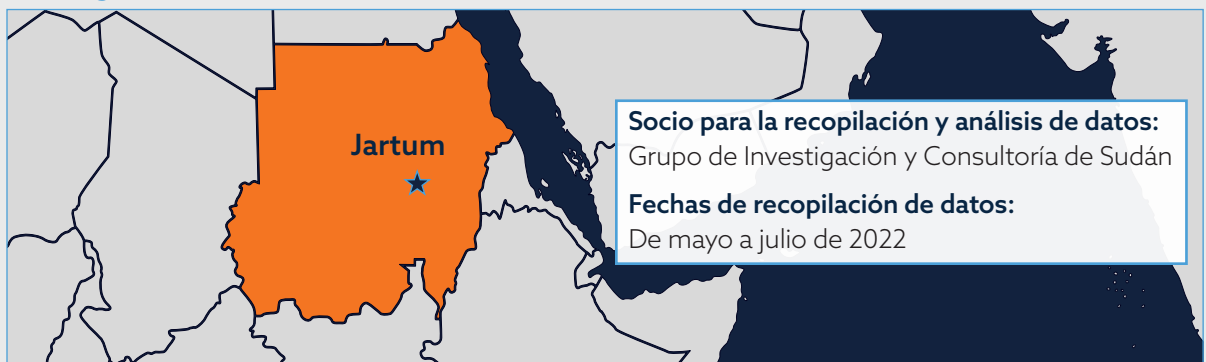 Jartum
Socio para la recopilación y análisis de datos:
Grupo de Investigación y Consultoría de Sudán
Fechas de recopilación de datos:
De mayo a julio de 2022